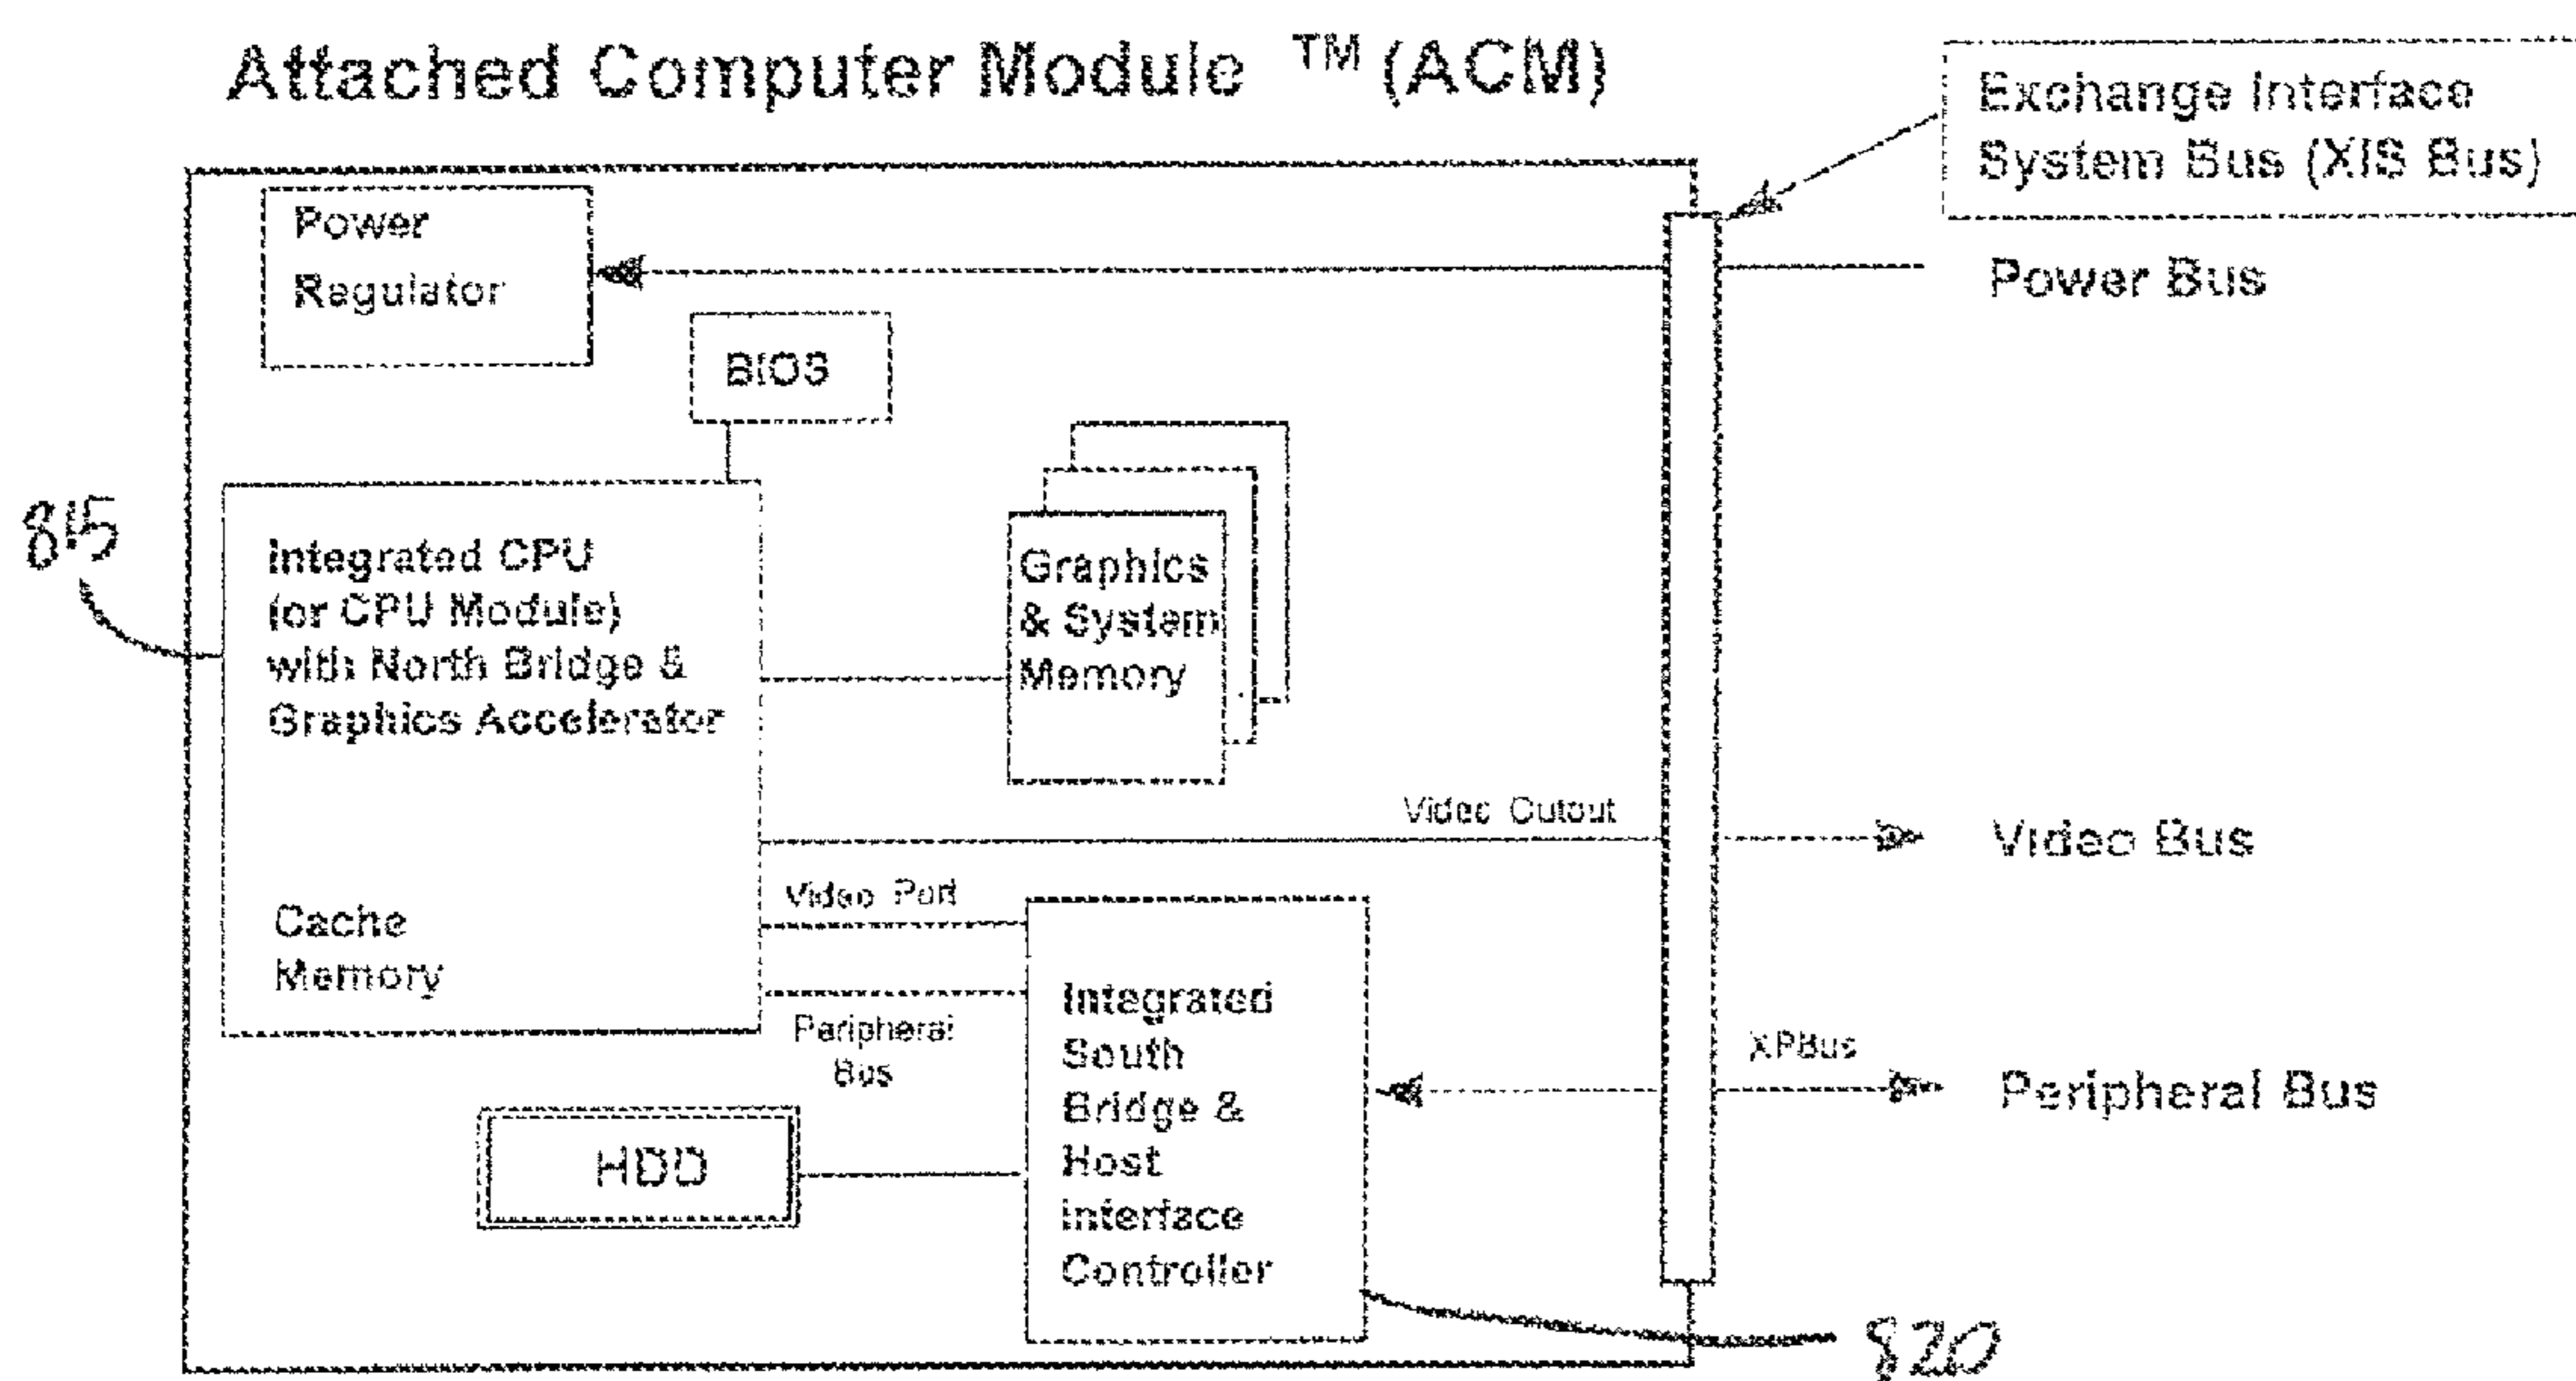 Attached Computer Module ™ (ACM)
Exchange Interface
System Bus (XIS Bus)
Power
Regulator
Power Bus
BIOS
815
Integrated CPU
(or CPU Module)
with North Bridge &
Graphics Accelerator
Graphics
& System
Memory
Video Output
Video Bus
Video Port
Cache
Memory
Peripheral
Bus
Integrated
South
Bridge &
Host
Interface
Controller
XPBus
Peripheral Bus
HDD
820